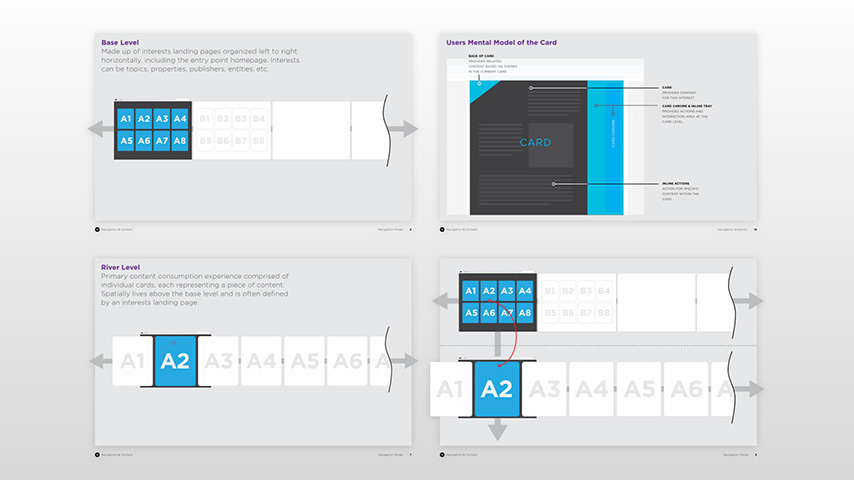 Base Level
Made up of interests landing pages organized left to right
horizontally, including the entry point homepage. Interests
can be topics, properties, publishers, entities, etc.
A1 A2 A3 A4
A5 A6 A7 A8
B1 B2 B3 B4
B5 B6 B7 B8
Navigation & Content
Navigation Model 6
Users Mental Model of the Card
BACK OF CARD
PROVIDES RELATED
CONTENT BASED ON THEMES
IN THE CURRENT CARD
CARD
CARD CHROME
CARD
PROVIDES CONTENT
FOR THIS INTEREST
CARD CHROME & INLINE TRAY
PROVIDES ACTIONS AND
INTERACTION AREA AT THE
CARD LEVEL
INLINE ACTIONS
ACTION FOR SPECIFIC
CONTENT WITHIN THE
CARD
Navigation & Content
Navigation Anatomy
River Level
Primary content consumption experience comprised of
individual cards, each representing a piece of content.
Spatially lives above the base level and is often defined
by an interests landing page.
A1 A2 A3 A4 A5 A6 A
Navigation & Content
Navigation Model 7
A1 A2 A3 A4
A5 A6 A7 A8
B1 B2 B3 B4
B5 B6 B7 B8
A1 A2 A3 A4 A5 A6 A
Navigation & Content
Navigation Model